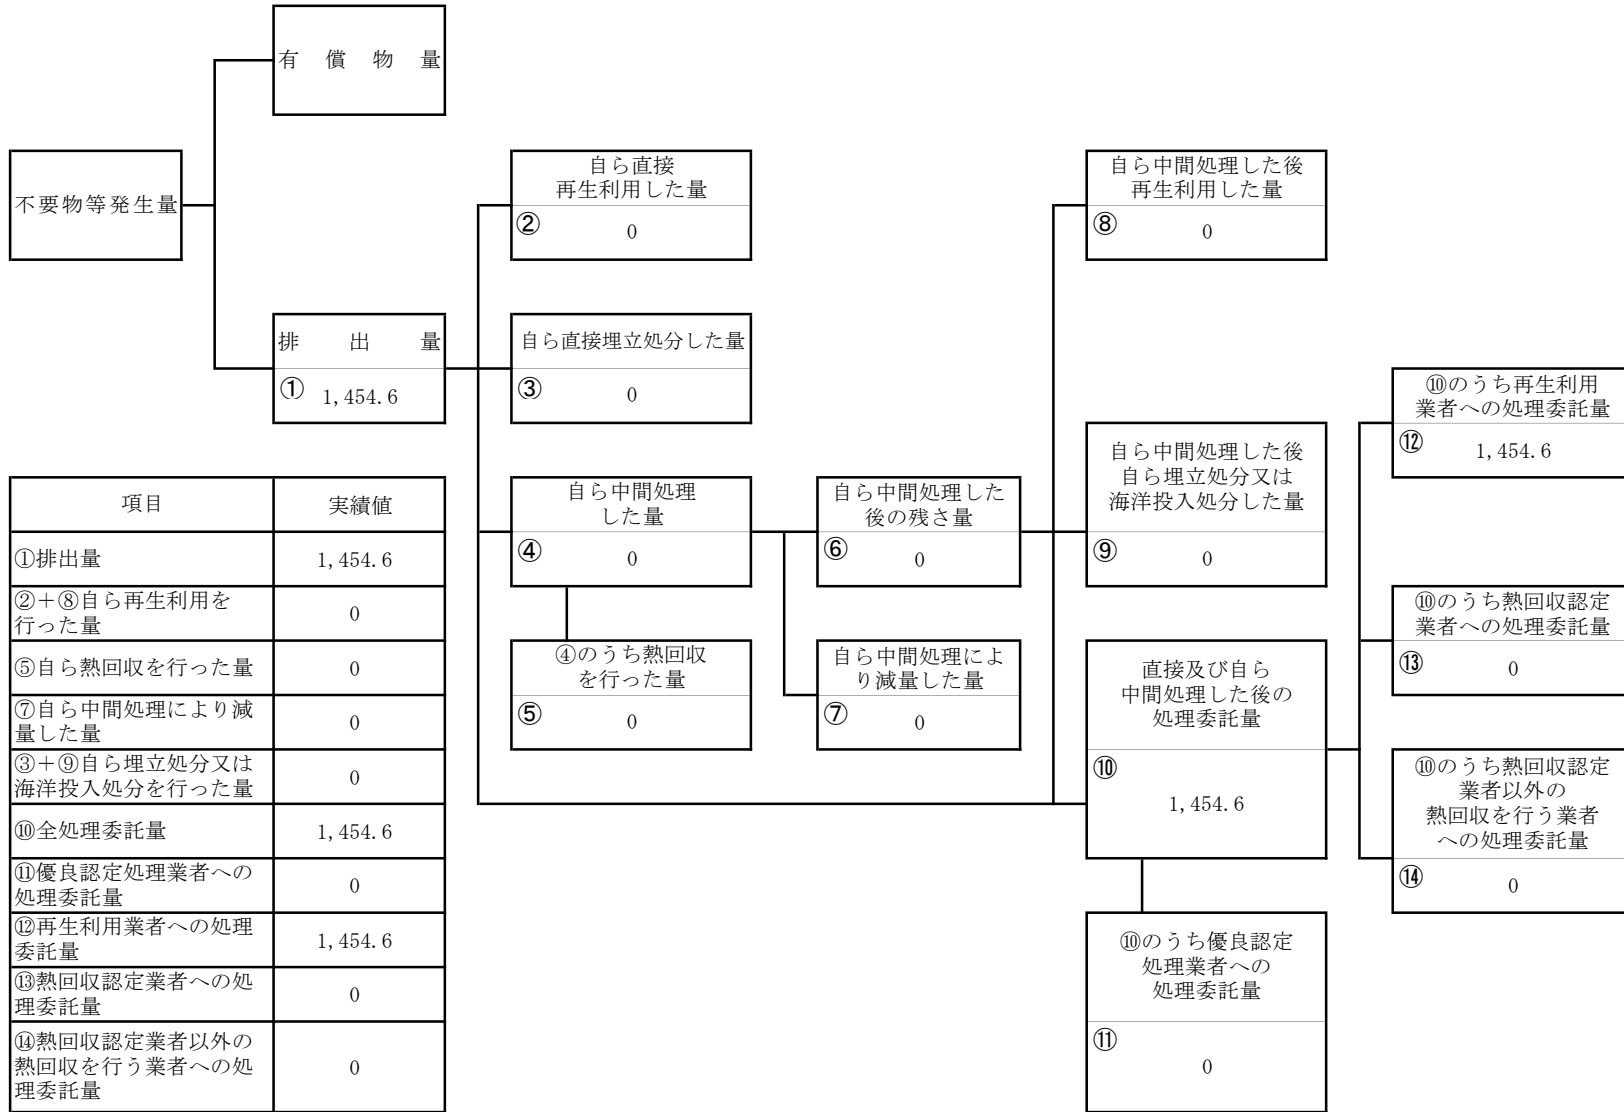 有償物量
不要物等発生量
排出量
① 1,454.6
自ら直接
再生利用した量
② 0
自ら直接埋立処分した量
③ 0
自ら中間処理
した量
④ 0
④のうち熱回収
を行った量
⑤ 0
自ら中間処理した
後の残さ量
⑥ 0
自ら中間処理によ
り減量した量
⑦ 0
自ら中間処理した後
再生利用した量
⑧ 0
自ら中間処理した後
自ら埋立処分又は
海洋投入処分した量
⑨ 0
直接及び自ら
中間処理した後の
処理委託量
⑩
1,454.6
⑩のうち優良認定
処理業者への
処理委託量
⑪
0
⑩のうち再生利用
業者への処理委託量
⑫ 1,454.6
⑩のうち熱回収認定
業者への処理委託量
⑬ 0
⑩のうち熱回収認定
業者以外の
熱回収を行う業者
への処理委託量
⑭ 0
項目 実績値
①排出量 1,454.6
②+⑧自ら再生利用を
行った量 0
⑤自ら熱回収を行った量 0
⑦自ら中間処理により減
量した量 0
③+⑨自ら埋立処分又は
海洋投入処分を行った量 0
⑩全処理委託量 1,454.6
⑪優良認定処理業者への
処理委託量 0
⑫再生利用業者への処理
委託量 1,454.6
⑬熱回収認定業者への処
理委託量 0
⑭熱回収認定業者以外の
熱回収を行う業者への処
理委託量 0